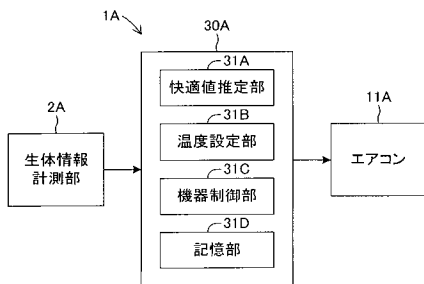 1A
30A
31A
快適値推定部
2A
生体情報
計測部
31B
温度設定部
11A
エアコン
31C
機器制御部
31D
記憶部